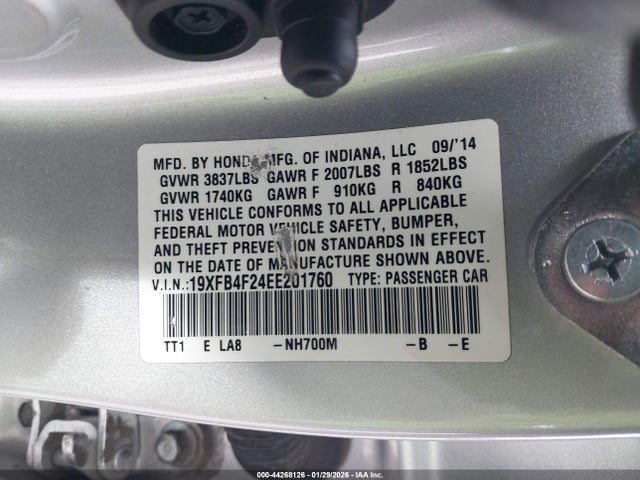 MFD. BY HONDA MFG. OF INDIANA, LLC 09/'14
GVWR 3837LBS GAWR F 2007LBS R 1852LBS
GVWR 1740KG GAWR F 910KG R 840KG
THIS VEHICLE CONFORMS TO ALL APPLICABLE
FEDERAL MOTOR VEHICLE SAFETY, BUMPER,
AND THEFT PREVENTION STANDARDS IN EFFECT
ON THE DATE OF MANUFACTURE SHOWN ABOVE.
V.I.N.:19XFB4F24EE201760 TYPE: PASSENGER CAR
TT1 E LA8 -NH700M -B -E
000-44268126 - 01/29/2026 - IAA Inc.